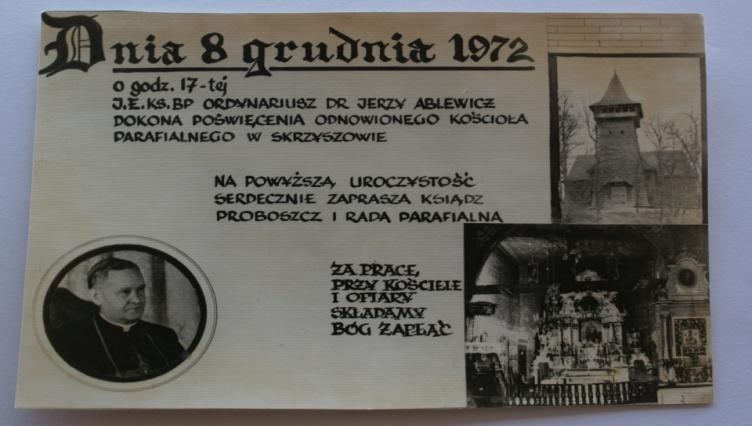 Dnia 8 grudnia 1972
o godz. 17-tej
J.E. KS. BP ORDYNARIUSZ DR JERZY ABLEWICZ
DOKONA POŚWIĘCENIA ODNOWIONEGO KOŚCIOŁA
PARAFIALNEGO W SKRZYSZOWIE
NA POWYŻSZĄ UROCZYSTOŚĆ
SERDECZNIE ZAPRASZA KSIĄDZ
PROBOSZCZ I RADA PARAFIALNA
ZA PRACĘ,
PRZY KOŚCIELE
I OFIARY
SKŁADAMY
BÓG ZAPŁAĆ